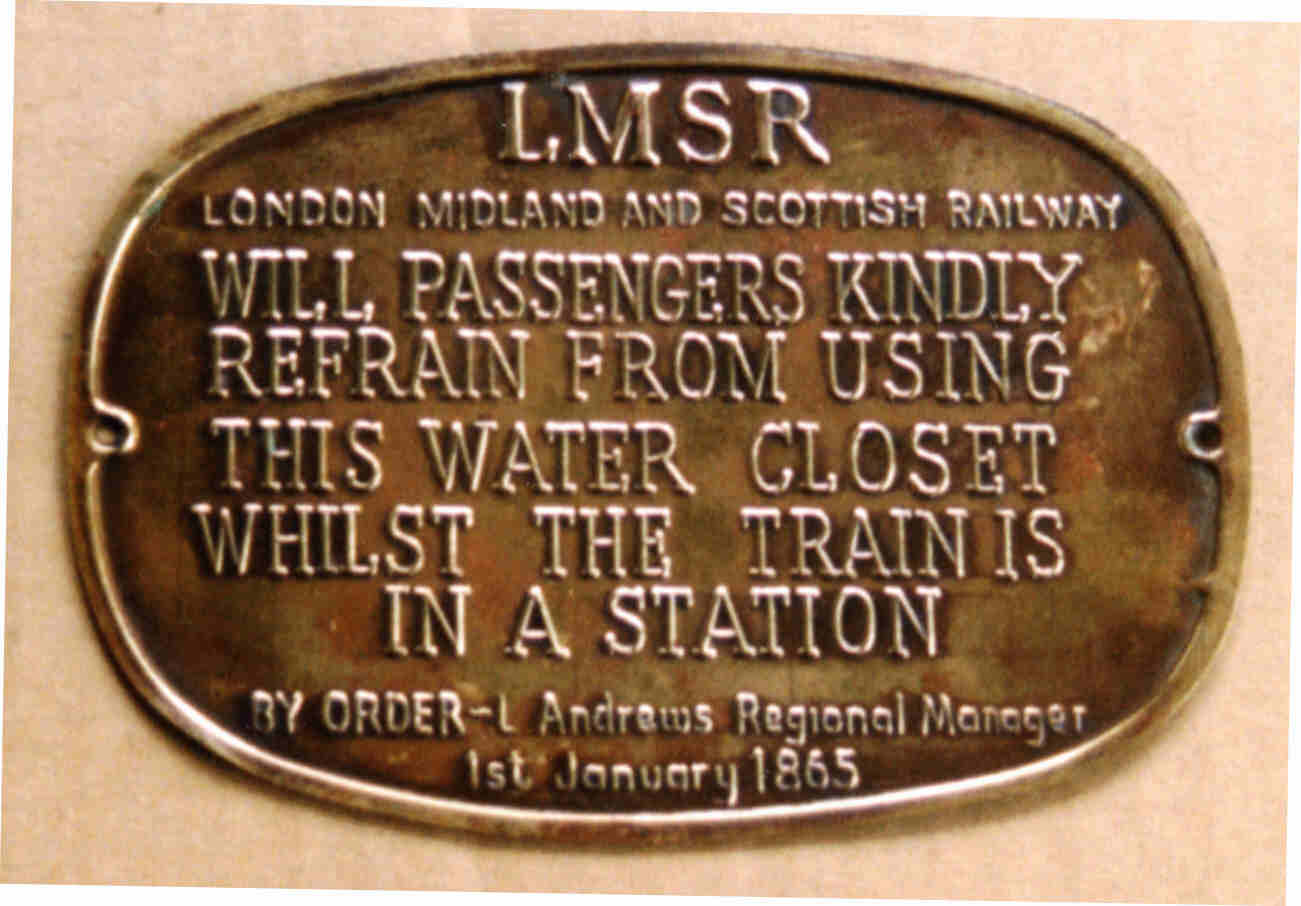 LMSR
LONDON MIDLAND AND SCOTTISH RAILWAY
WILL PASSENGERS KINDLY
REFRAIN FROM USING
THIS WATER CLOSET
WHILST THE TRAIN IS
IN A STATION
BY ORDER-L Andrews Regional Manager
1st January 1865